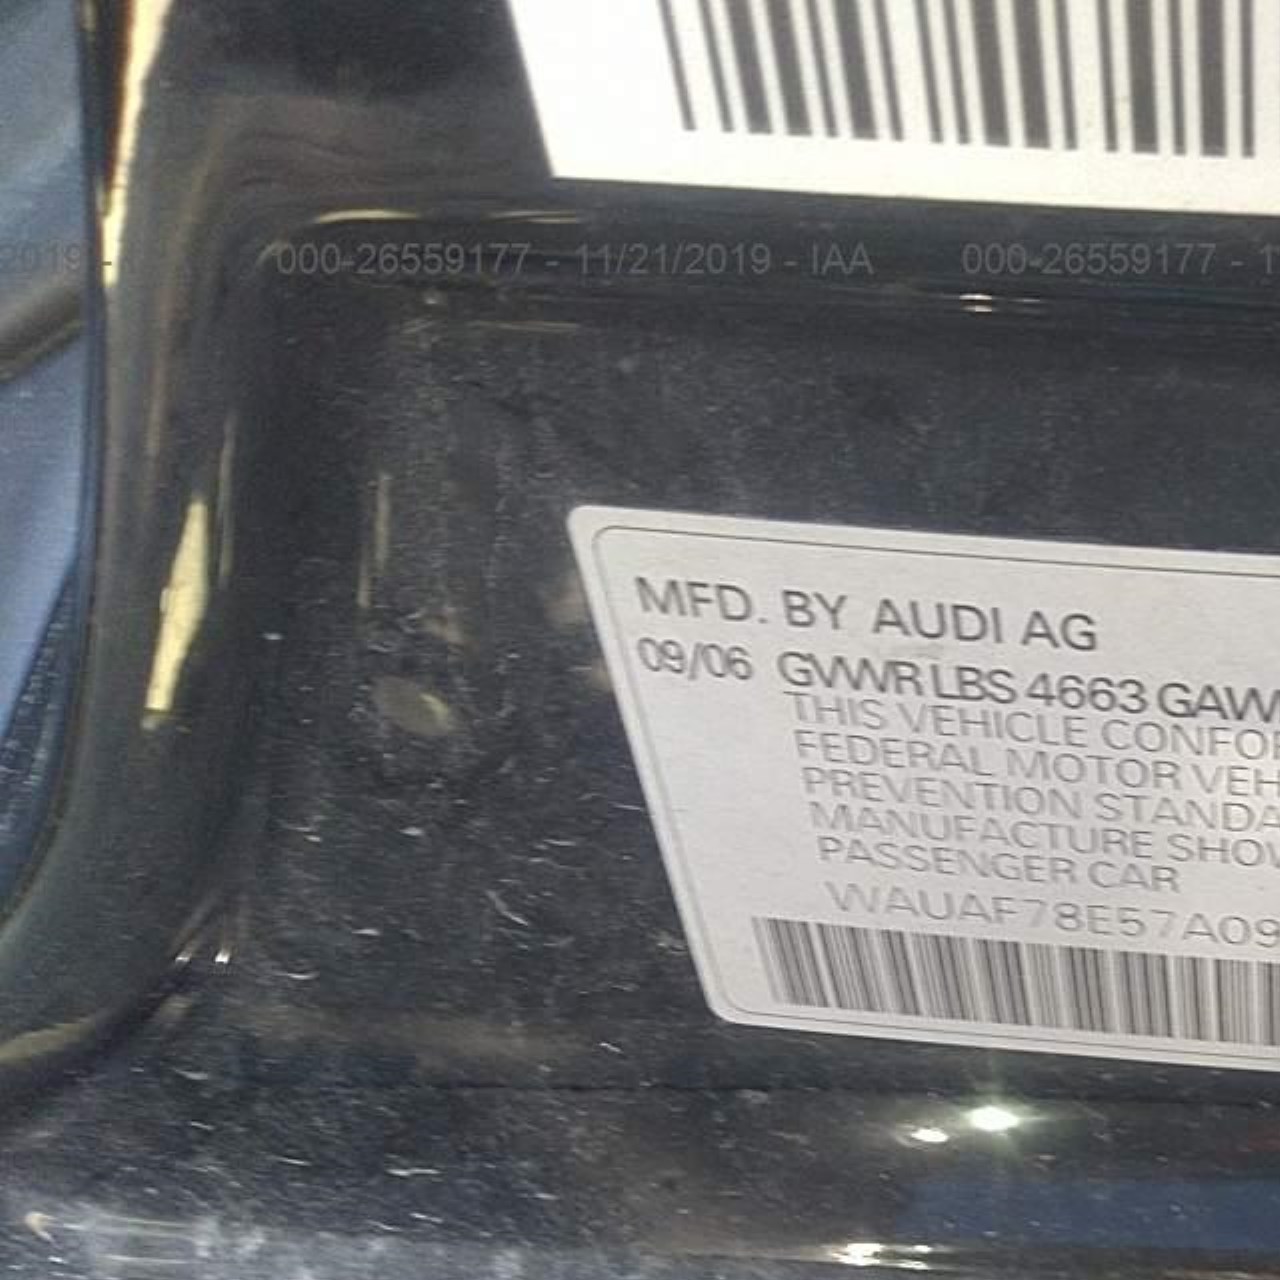 2019 -
000-26559177 - 11/21/2019 - IAA
000-26559177 - 1
MFD. BY AUDI AG
09/06 GVWR LBS 4663 GAW
THIS VEHICLE CONFO
FEDERAL MOTOR VEH
PREVENTION STANDA
MANUFACTURE SHO
PASSENGER CAR
WAUAF78E57A09